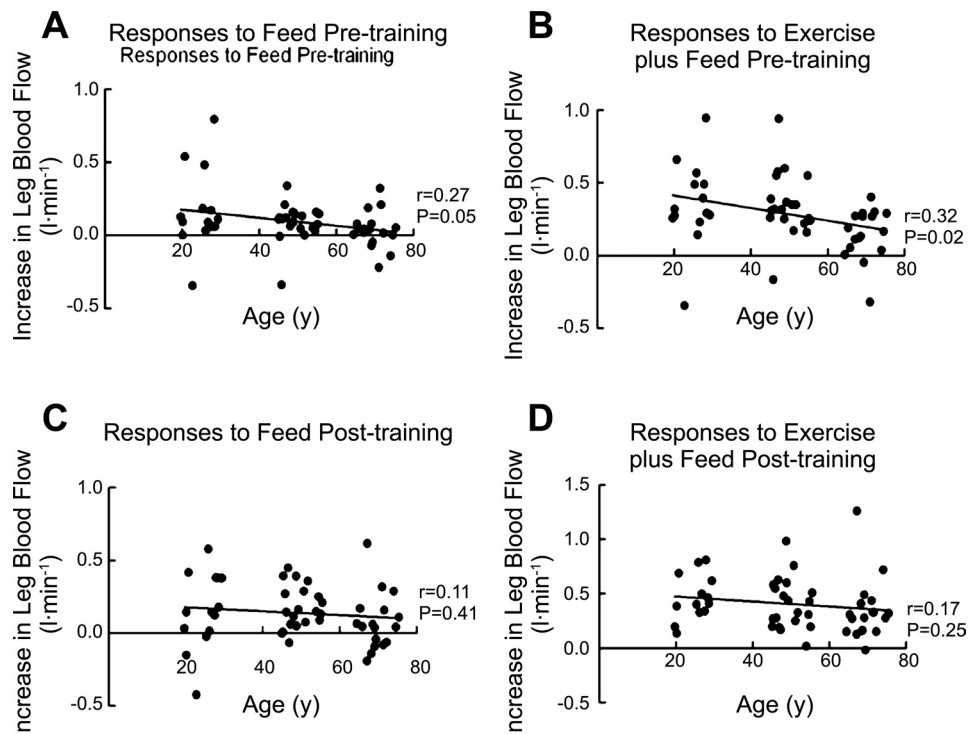 A
Responses to Feed Pre-training
Responses to Feed Pre-training
Increase in Leg Blood Flow
(l·min-1)
1.0
0.5
0.0
-0.5
20
40
60
80
r=0.27
P=0.05
Age (y)
B
Responses to Exercise
plus Feed Pre-training
Increase in Leg Blood Flow
(l·min-1)
1.0
0.5
0.0
-0.5
20
40
60
80
r=0.32
P=0.02
Age (y)
C
Responses to Feed Post-training
ncrease in Leg Blood Flow
(l·min-1)
1.0
0.5
0.0
-0.5
20
40
60
80
r=0.11
P=0.41
Age (y)
D
Responses to Exercise
plus Feed Post-training
ncrease in Leg Blood Flow
(l·min-1)
1.5
1.0
0.5
0.0
-0.5
20
40
60
80
r=0.17
P=0.25
Age (y)